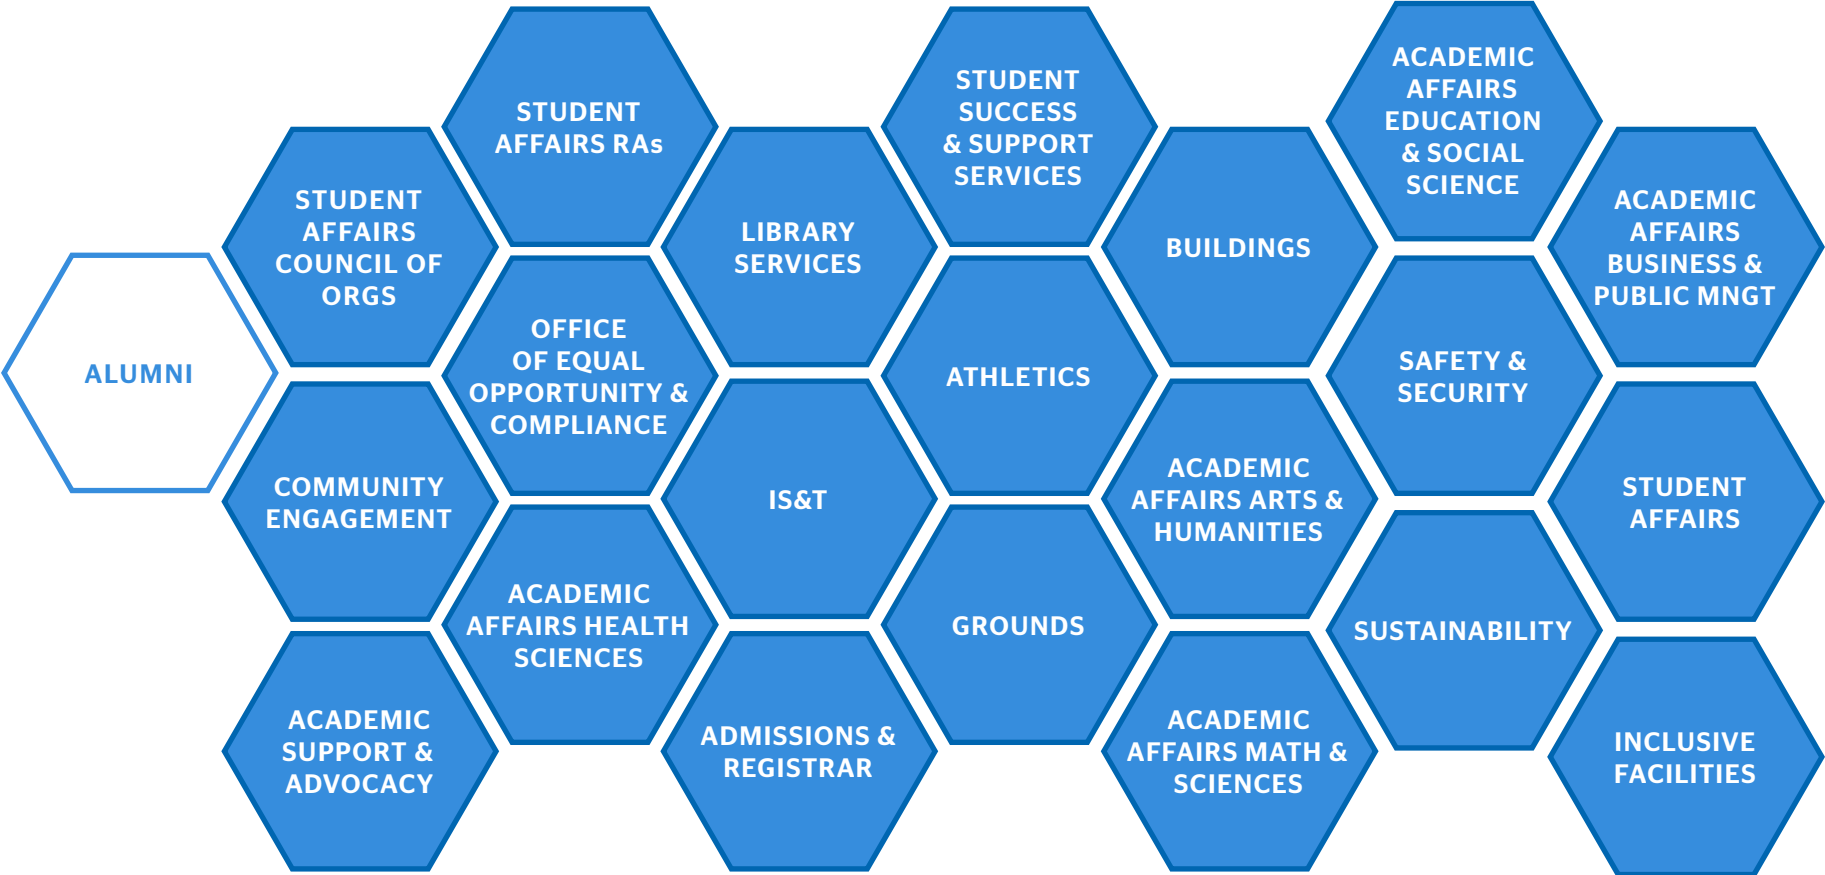 ALUMNI
STUDENT
AFFAIRS
COUNCIL OF
ORGS
COMMUNITY
ENGAGEMENT
ACADEMIC
SUPPORT &
ADVOCACY
STUDENT
AFFAIRS RAs
OFFICE
OF EQUAL
OPPORTUNITY &
COMPLIANCE
ACADEMIC
AFFAIRS HEALTH
SCIENCES
LIBRARY
SERVICES
IS&T
ADMISSIONS &
REGISTRAR
STUDENT
SUCCESS
& SUPPORT
SERVICES
ATHLETICS
GROUNDS
BUILDINGS
ACADEMIC
AFFAIRS ARTS &
HUMANITIES
ACADEMIC
AFFAIRS MATH &
SCIENCES
ACADEMIC
AFFAIRS
EDUCATION
& SOCIAL
SCIENCE
SAFETY &
SECURITY
SUSTAINABILITY
ACADEMIC
AFFAIRS
BUSINESS &
PUBLIC MNGT
STUDENT
AFFAIRS
INCLUSIVE
FACILITIES